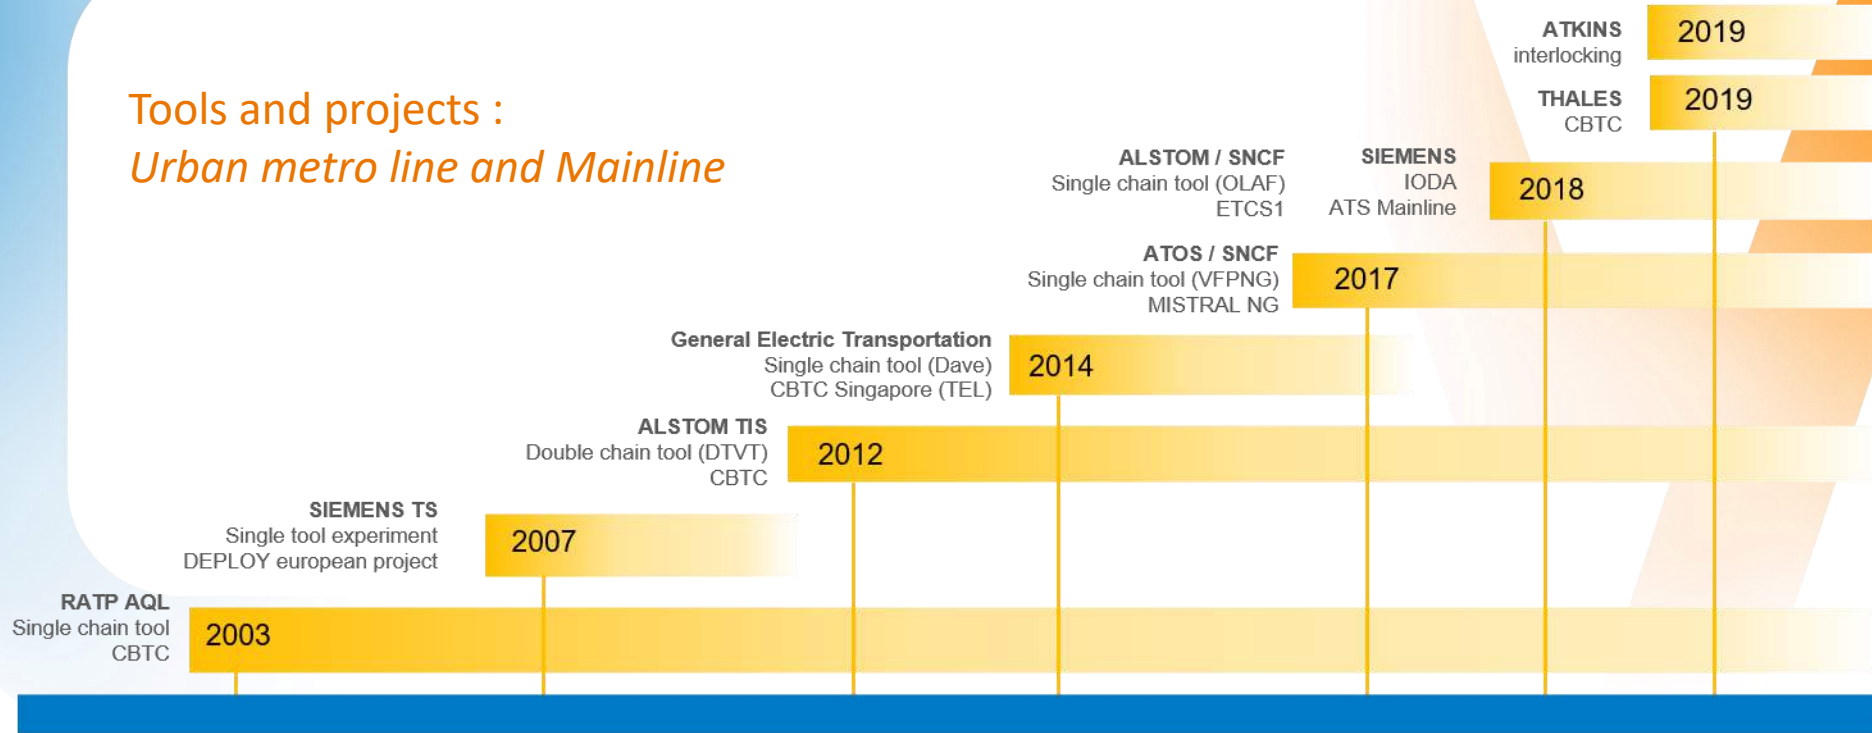 Tools and projects :
Urban metro line and Mainline
ATKINS
interlocking
2019
THALES
CBTC
2019
ALSTOM / SNCF
Single chain tool (OLAF)
ETCS1
SIEMENS
IODA
ATS Mainline
2018
ATOS / SNCF
Single chain tool (VFPNG)
MISTRAL NG
2017
General Electric Transportation
Single chain tool (Dave)
CBTC Singapore (TEL)
2014
ALSTOM TIS
Double chain tool (DTVT)
CBTC
2012
SIEMENS TS
Single tool experiment
DEPLOY european project
2007
RATP AQL
Single chain tool
CBTC
2003